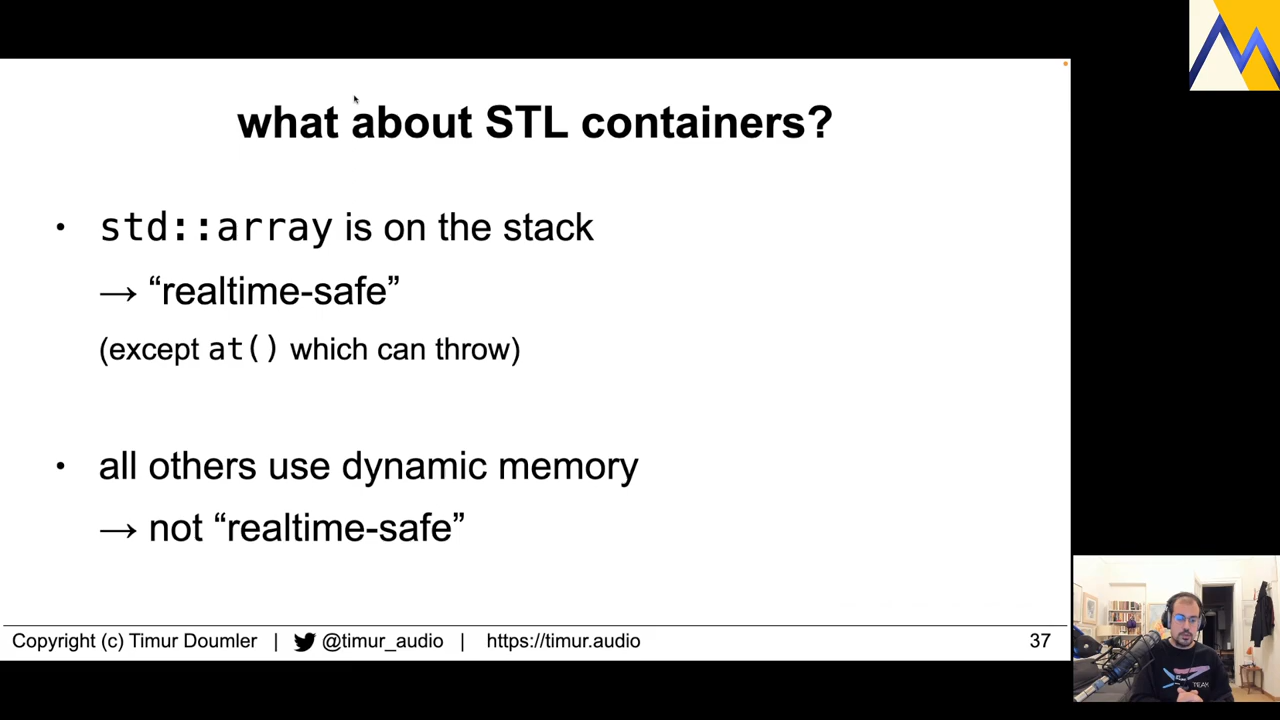 what about STL containers?
• std::array is on the stack
→ “realtime-safe”
(except at() which can throw)
• all others use dynamic memory
→ not “realtime-safe”
Copyright (c) Timur Doumler | @timur_audio | https://timur.audio 37